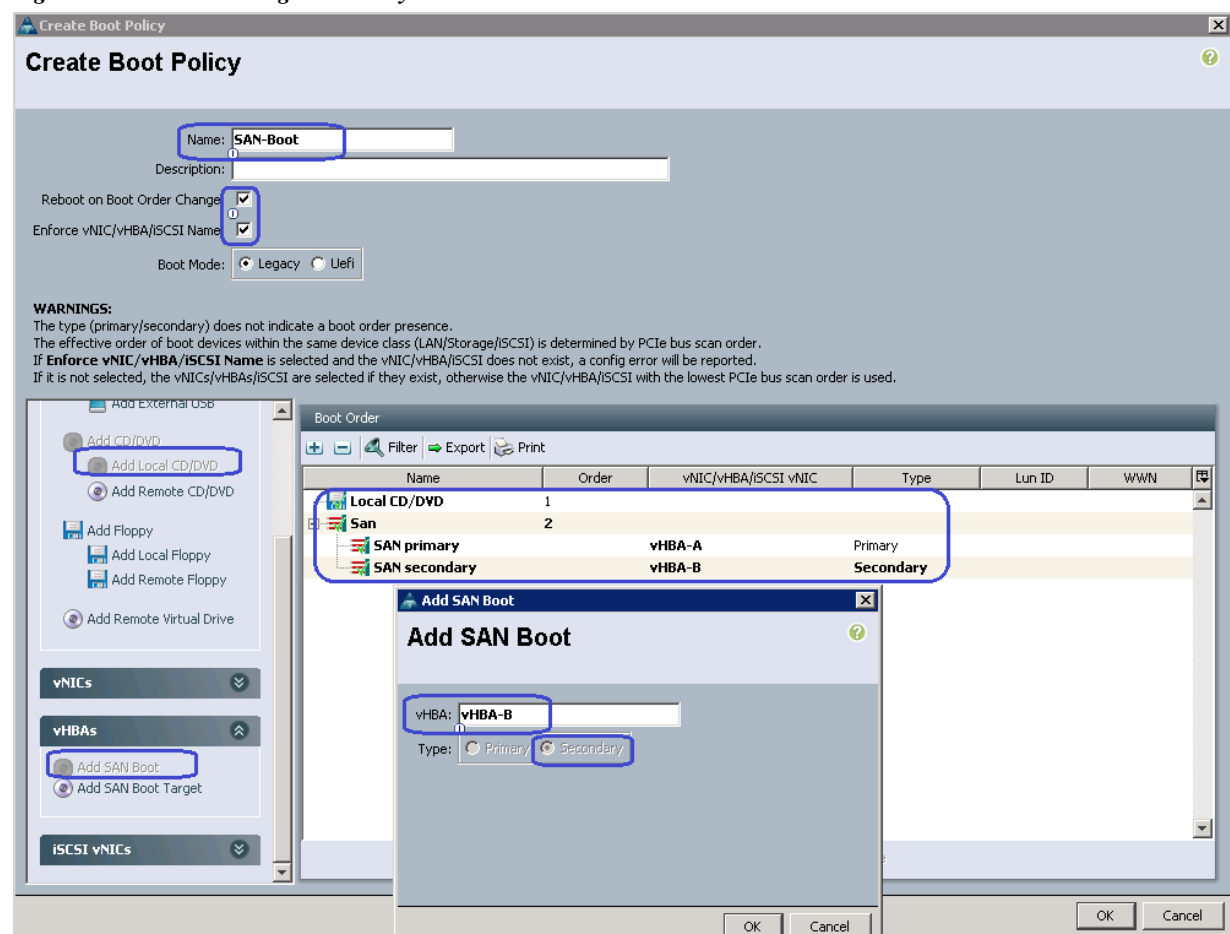 Create Boot Policy
Create Boot Policy
Name: SAN-Boot
Description:
Reboot on Boot Order Change
Enforce vNIC/vHBA/iSCSI Name
Boot Mode: Legacy Uefi
WARNINGS:
The type (primary/secondary) does not indicate a boot order presence.
The effective order of boot devices within the same device class (LAN/Storage/iSCSI) is determined by PCIe bus scan order.
If Enforce vNIC/vHBA/iSCSI Name is selected and the vNIC/vHBA/iSCSI does not exist, a config error will be reported.
If it is not selected, the vNICs/vHBAs/iSCSI are selected if they exist, otherwise the vNIC/vHBA/iSCSI with the lowest PCIe bus scan order is used.
Add External USB
Add CD/DVD
Add Local CD/DVD
Add Remote CD/DVD
Add Floppy
Add Local Floppy
Add Remote Floppy
Add Remote Virtual Drive
vNICs
vHBAs
Add SAN Boot
Add SAN Boot Target
iSCSI vNICs
Boot Order
Filter Export Print
Name Order vNIC/vHBA/iSCSI vNIC Type Lun ID WWN
Local CD/DVD 1
San 2
SAN primary vHBA-A Primary
SAN secondary vHBA-B Secondary
Add SAN Boot
Add SAN Boot
vHBA: vHBA-B
Type: Primary Secondary
OK Cancel
OK Cancel